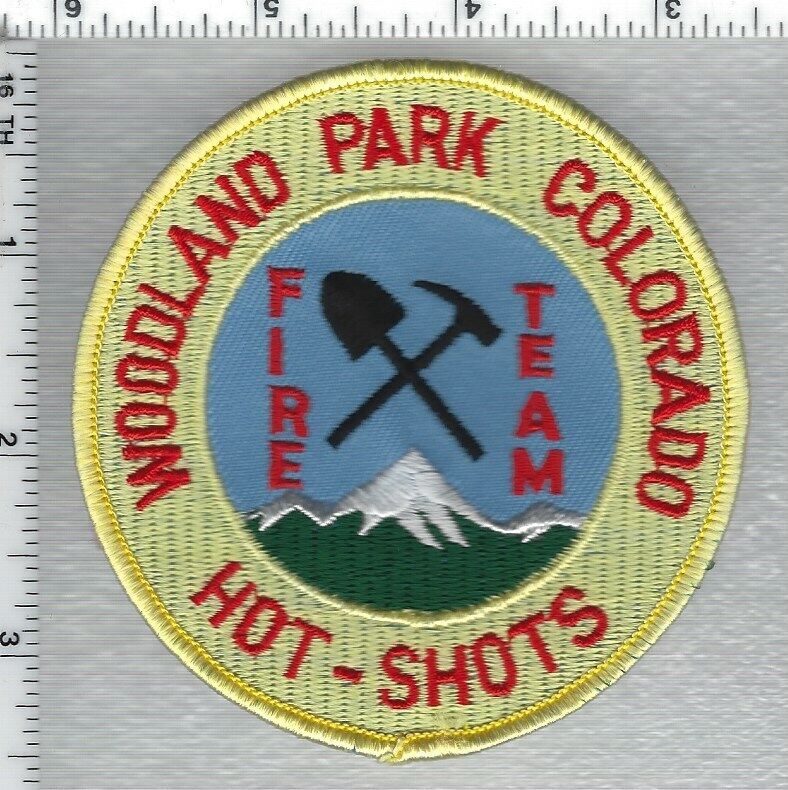 6 5 4 3
16 TH
1
2
3
WOODLAND PARK COLORADO
FIRE TEAM
HOT-SHOTS